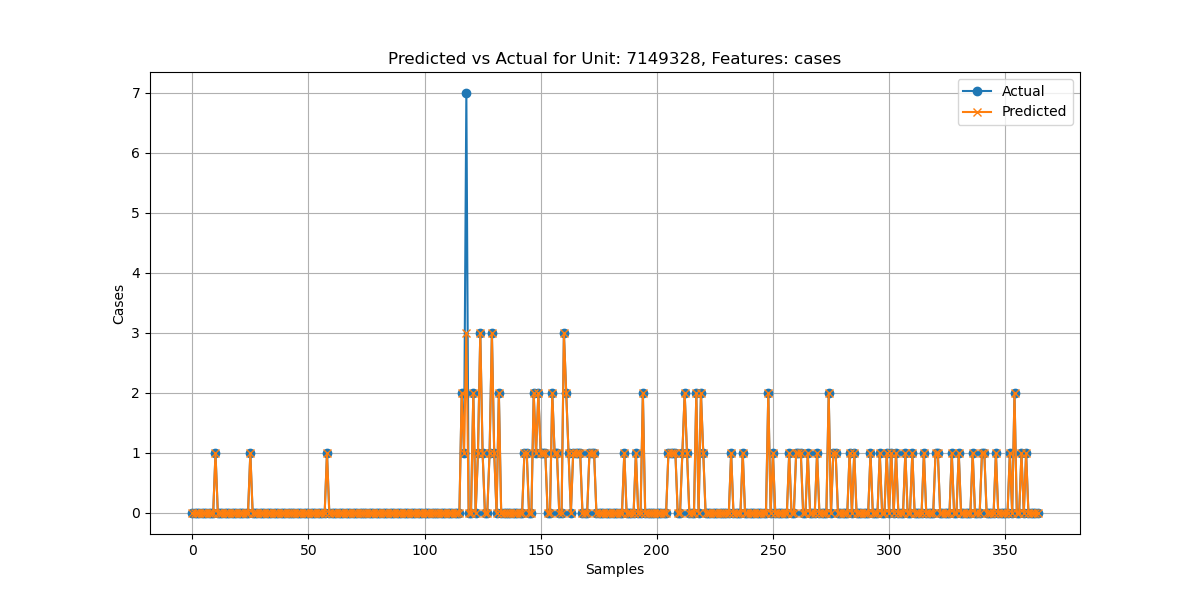 Predicted vs Actual for Unit: 7149328, Features: cases
Actual
Predicted
7
6
5
4
3
2
1
0
Cases
0 50 100 150 200 250 300 350
Samples